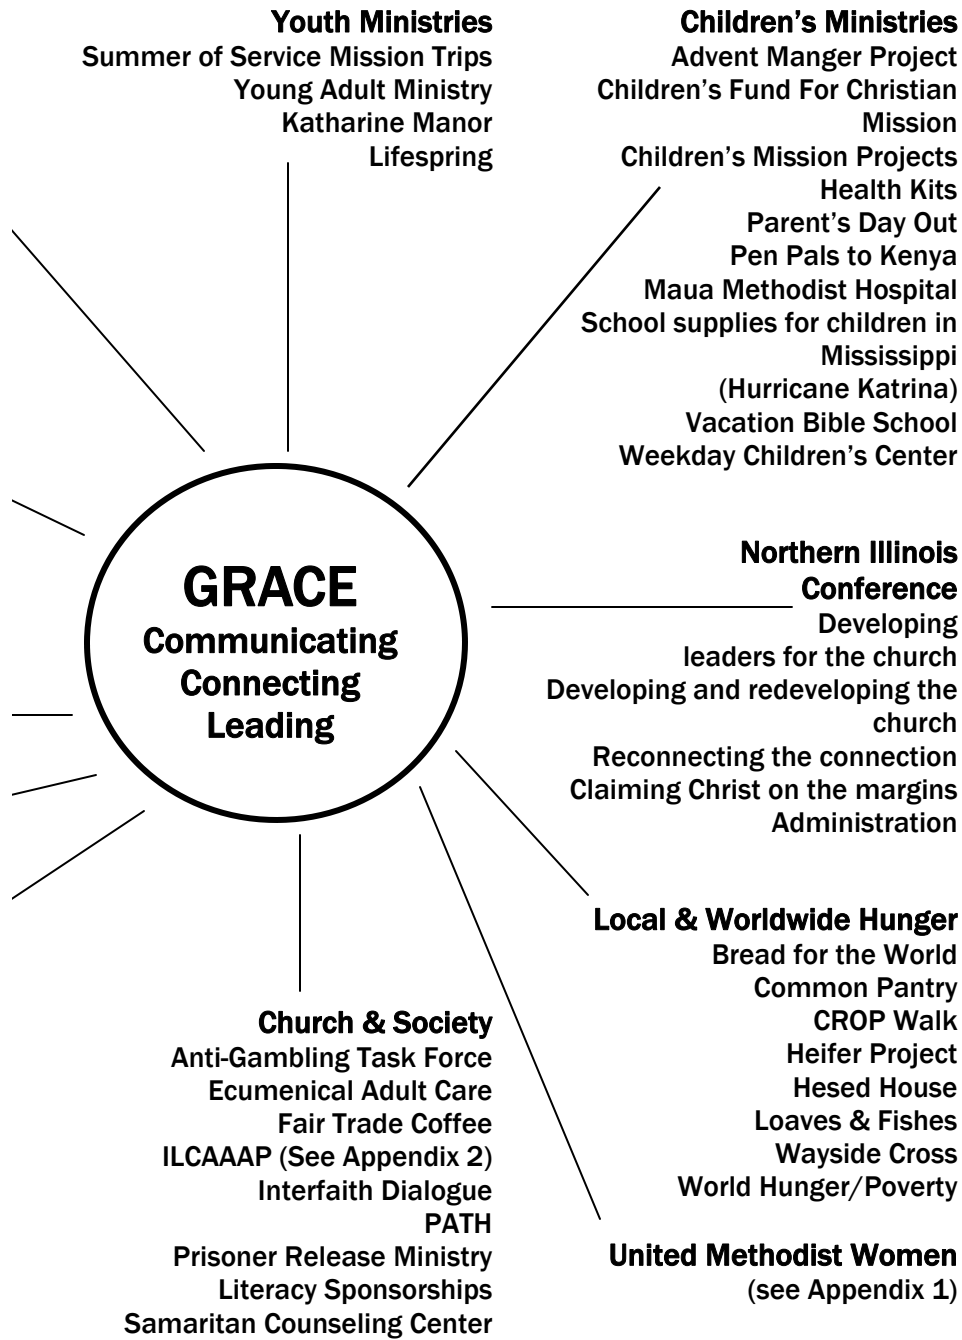 Youth Ministries
Summer of Service Mission Trips
Young Adult Ministry
Katharine Manor
Lifespring
Children’s Ministries
Advent Manger Project
Children’s Fund For Christian
Mission
Children’s Mission Projects
Health Kits
Parent’s Day Out
Pen Pals to Kenya
Maua Methodist Hospital
School supplies for children in
Mississippi
(Hurricane Katrina)
Vacation Bible School
Weekday Children’s Center
GRACE
Communicating
Connecting
Leading
Northern Illinois
Conference
Developing
leaders for the church
Developing and redeveloping the
church
Reconnecting the connection
Claiming Christ on the margins
Administration
Local & Worldwide Hunger
Bread for the World
Common Pantry
CROP Walk
Heifer Project
Hesed House
Loaves & Fishes
Wayside Cross
World Hunger/Poverty
Church & Society
Anti-Gambling Task Force
Ecumenical Adult Care
Fair Trade Coffee
ILCAAAP (See Appendix 2)
Interfaith Dialogue
PATH
Prisoner Release Ministry
Literacy Sponsorships
Samaritan Counseling Center
United Methodist Women
(see Appendix 1)